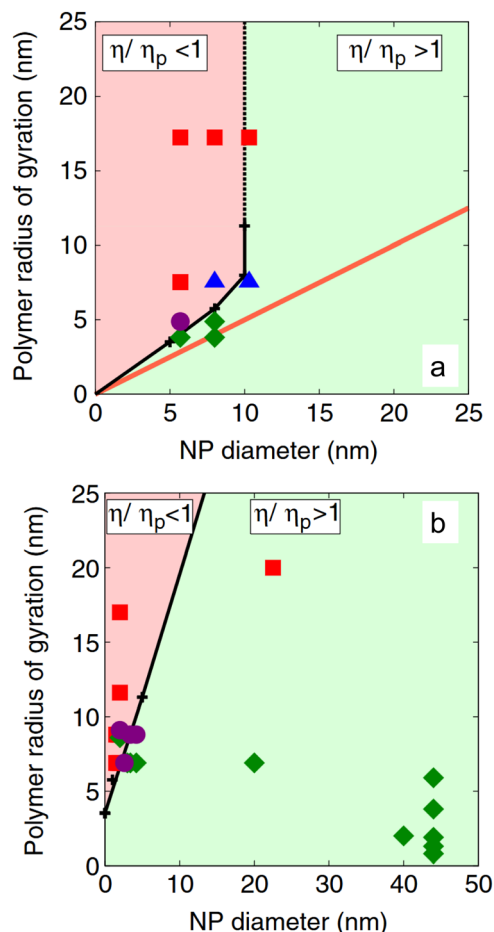 25
20
15
10
5
0
Polymer radius of gyration (nm)
η/ ηp <1
η/ ηp >1
a
0 5 10 15 20 25
NP diameter (nm)
25
20
15
10
5
0
Polymer radius of gyration (nm)
η/ ηp<1
η/ ηp>1
b
0 10 20 30 40 50
NP diameter (nm)